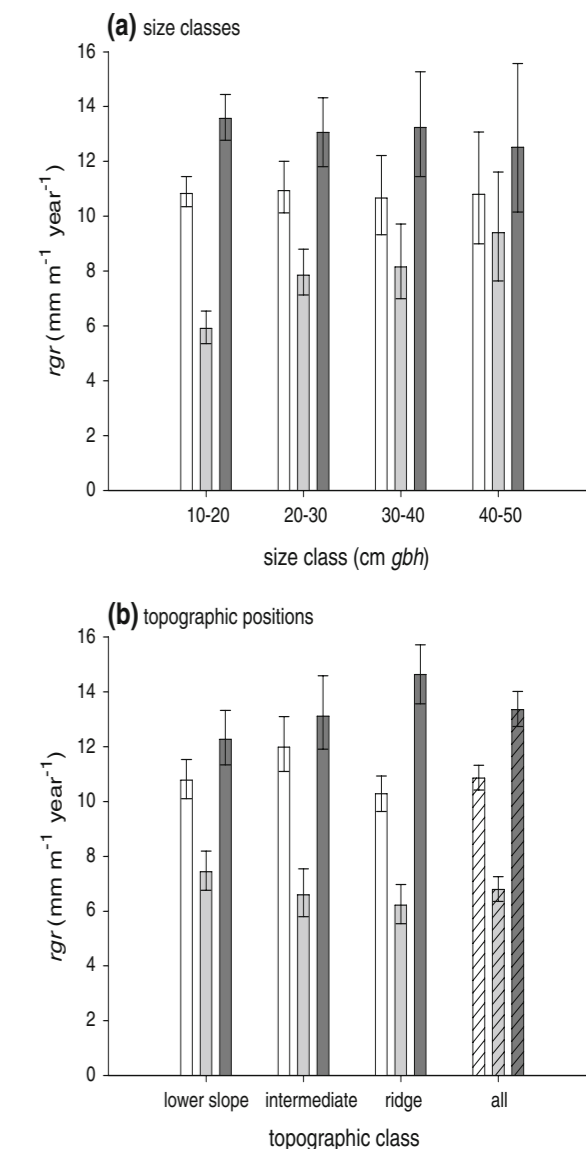 (a) size classes
16
14
12
10
8
6
4
2
0
rgr (mm m⁻¹ year⁻¹)
10-20 20-30 30-40 40-50
size class (cm gbh)
(b) topographic positions
16
14
12
10
8
6
4
2
0
rgr (mm m⁻¹ year⁻¹)
lower slope intermediate ridge all
topographic class